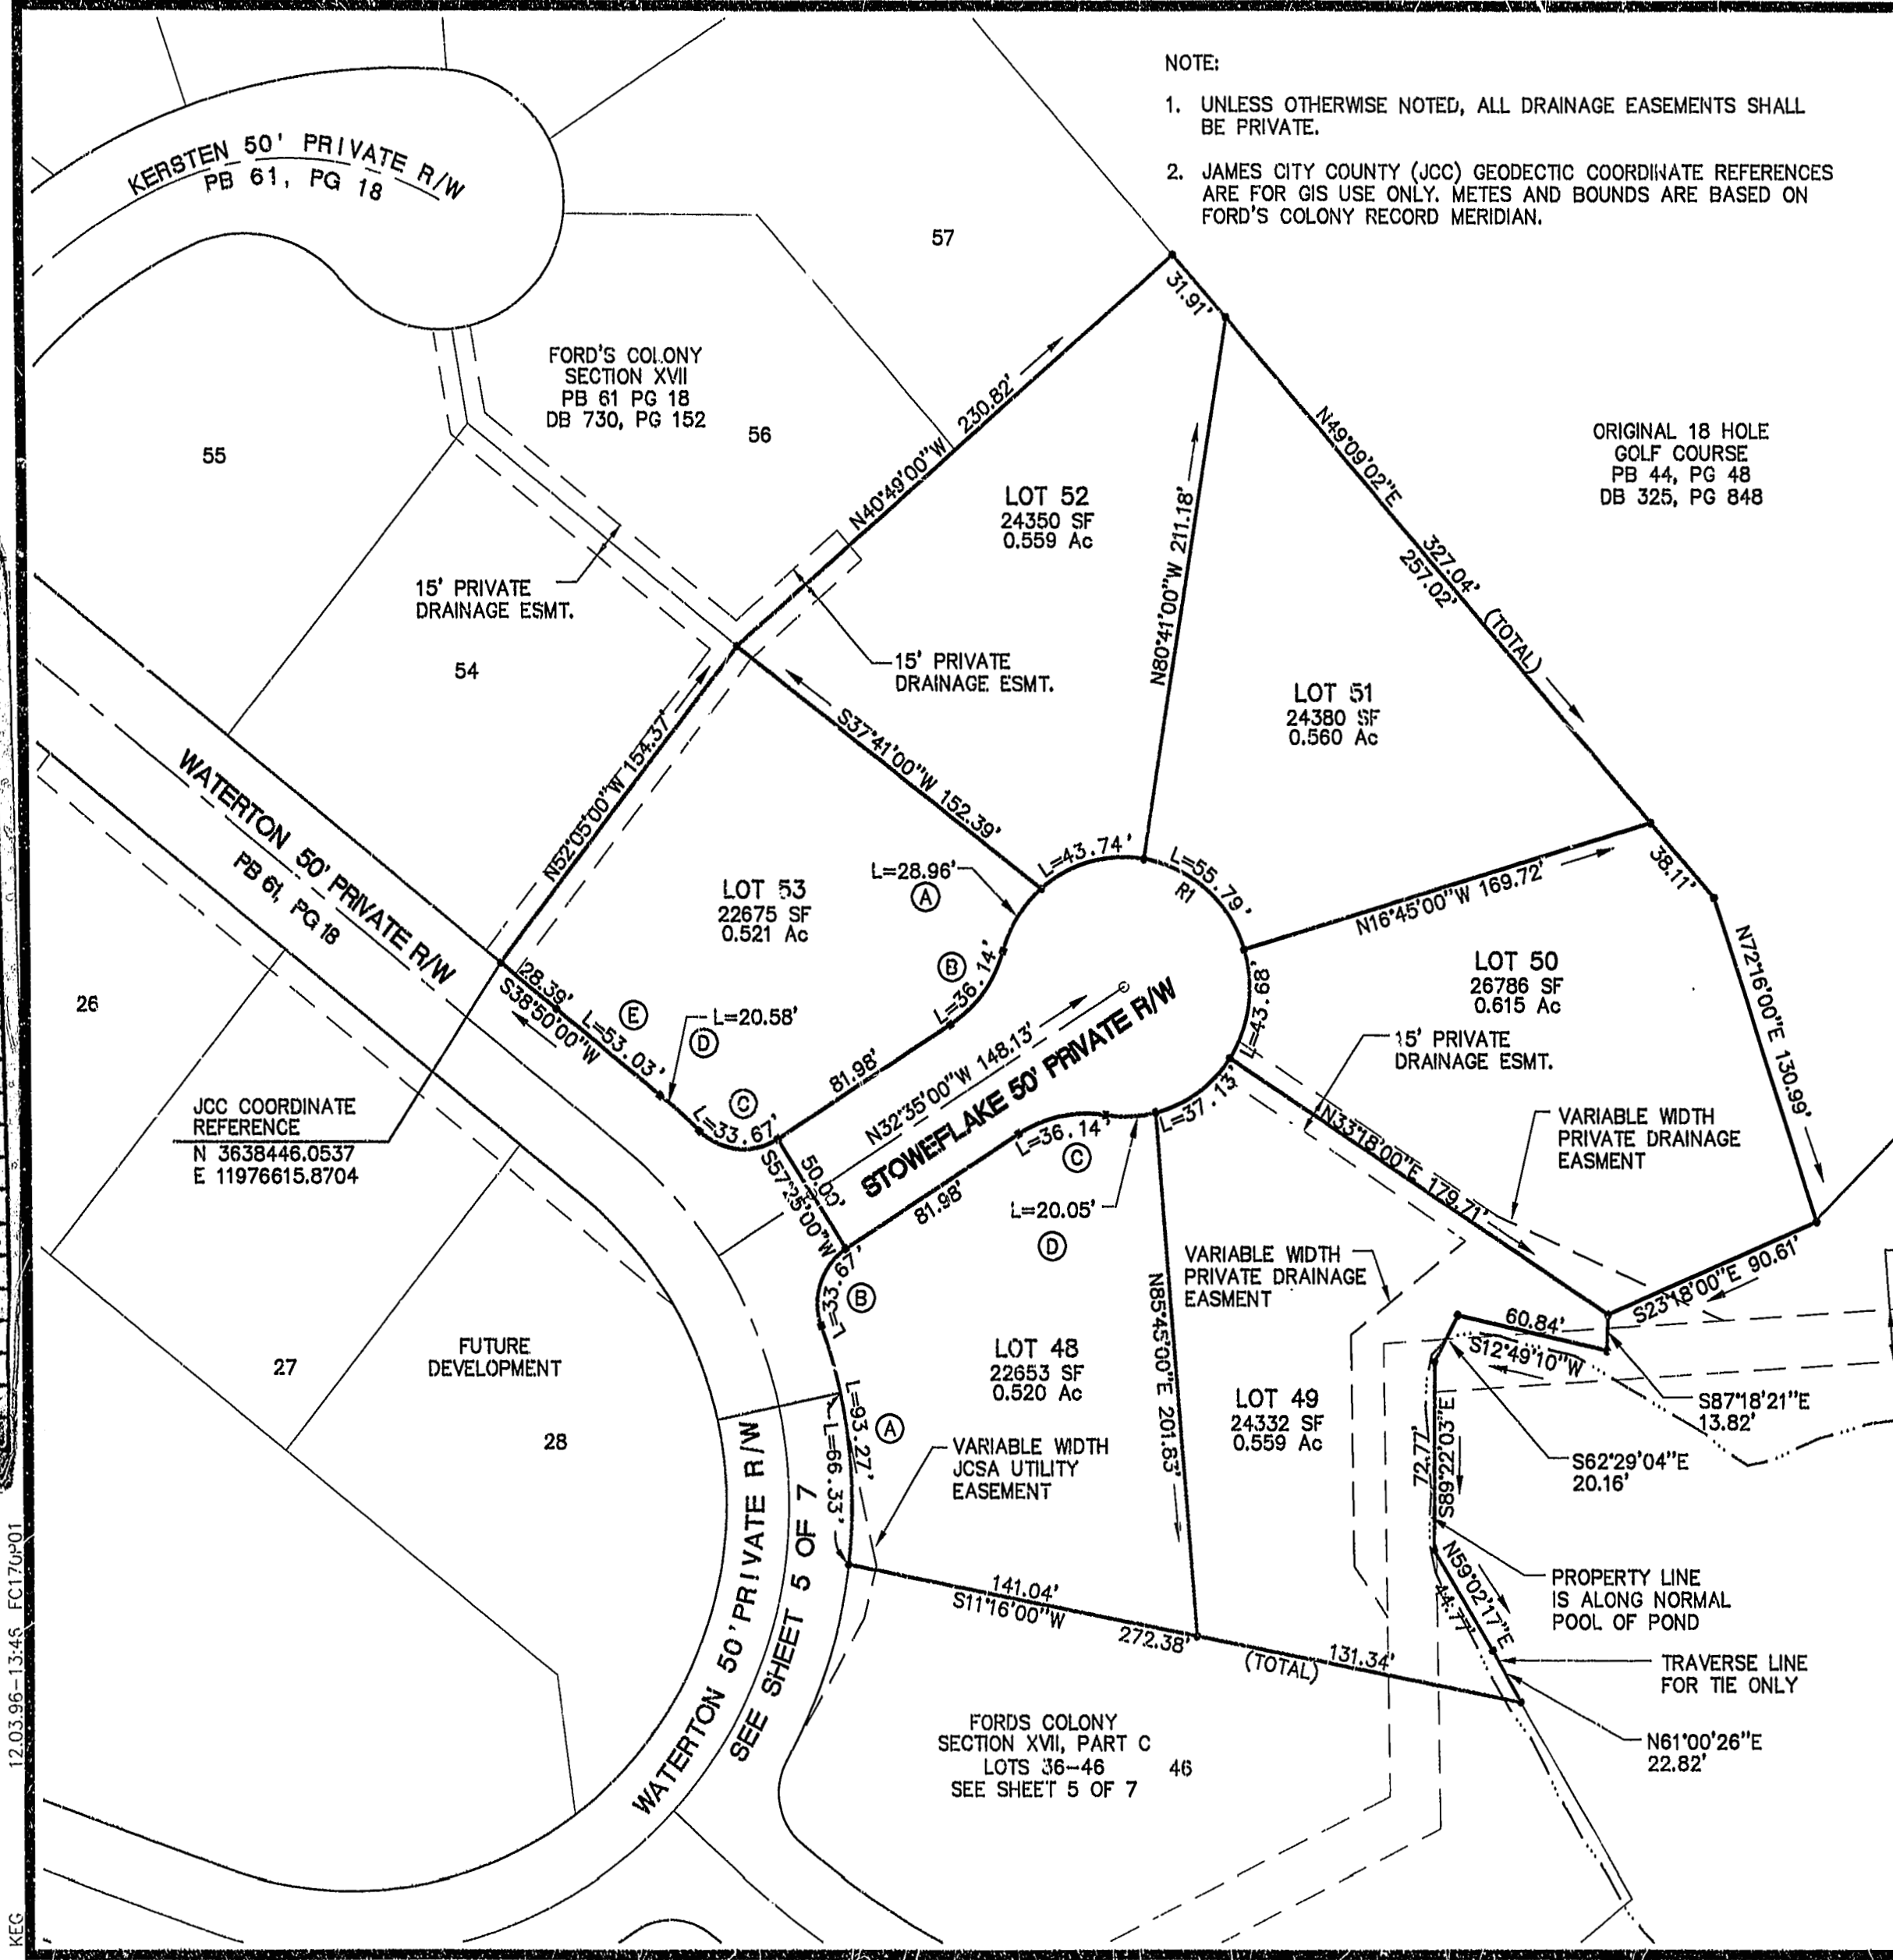 NOTE:
1. UNLESS OTHERWISE NOTED, ALL DRAINAGE EASEMENTS SHALL
BE PRIVATE.
2. JAMES CITY COUNTY (JCC) GEODECTIC COORDINATE REFERENCES
ARE FOR GIS USE ONLY. METES AND BOUNDS ARE BASED ON
FORD'S COLONY RECORD MERIDIAN.
KERSTEN 50' PRIVATE R/W
PB 61, PG 18
57
31.91'
FORD'S COLONY
SECTION XVII
PB 61 PG 18
DB 730, PG 152
56
55
N40°49'00"W 230.82'
N49°09'02"E
327.04' (TOTAL)
257.02'
ORIGINAL 18 HOLE
GOLF COURSE
PB 44, PG 48
DB 325, PG 848
LOT 52
24350 SF
0.559 Ac
N80°41'00"W 211.18'
15' PRIVATE
DRAINAGE ESMT.
15' PRIVATE
DRAINAGE ESMT.
54
LOT 51
24380 SF
0.560 Ac
S37°41'00"W 152.39'
N52°05'00"W 154.37'
WATERTON 50' PRIVATE R/W
PB 61, PG 18
LOT 53
22675 SF
0.521 Ac
L=28.96'
A
L=43.74'
L=55.79'
R1
N16°45'00"W 169.72'
38.11'
N72°16'00"E 130.99'
LOT 50
26786 SF
0.615 Ac
B
L=36.14'
L=43.68'
26
28.39'
S38°50'00"W
L=53.03'
E
L=20.58'
D
C
L=33.67'
81.98'
N32°35'00"W 148.13'
STOWEFLAKE 50' PRIVATE R/W
15' PRIVATE
DRAINAGE ESMT.
L=37.13'
N33°18'00"E 179.71'
VARIABLE WIDTH
PRIVATE DRAINAGE
EASMENT
JCC COORDINATE
REFERENCE
N 3638446.0537
E 11976615.8704
50.00'
S57°25'00"W
81.98'
L=36.14'
C
L=20.05'
D
L=33.67'
B
VARIABLE WIDTH
PRIVATE DRAINAGE
EASMENT
S23°18'00"E 90.61'
60.84'
S12°49'10"W
S87°18'21"E
13.82'
S62°29'04"E
20.16'
27
FUTURE
DEVELOPMENT
28
LOT 48
22653 SF
0.520 Ac
N85°45'00"E 201.83'
LOT 49
24332 SF
0.559 Ac
72.77'
S89°22'03"E
L=93.27'
L=66.33'
A
VARIABLE WIDTH
JCSA UTILITY
EASEMENT
WATERTON 50' PRIVATE R/W
SEE SHEET 5 OF 7
141.04'
S11°16'00"W
272.38'
(TOTAL)
131.34'
N59°02'17"E
44.77'
PROPERTY LINE
IS ALONG NORMAL
POOL OF POND
TRAVERSE LINE
FOR TIE ONLY
N61°00'26"E
22.82'
FORDS COLONY
SECTION XVII, PART C
LOTS 36-46
SEE SHEET 5 OF 7
46
KEG 12.03.96-13:46 FC170P01